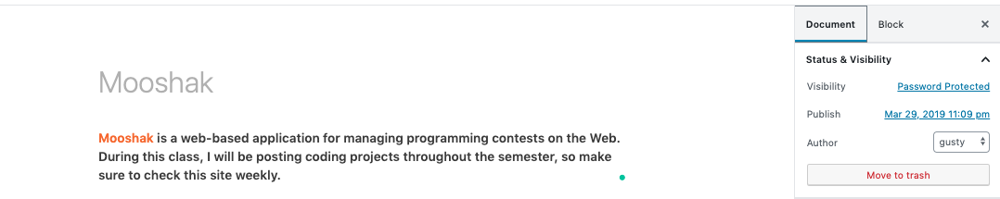 Document Block ×
Status & Visibility
Mooshak
Visibility Password Protected
Publish Mar 29, 2019 11:09 pm
Author gusty
Mooshak is a web-based application for managing programming contests on the Web.
During this class, I will be posting coding projects throughout the semester, so make
sure to check this site weekly.
Move to trash